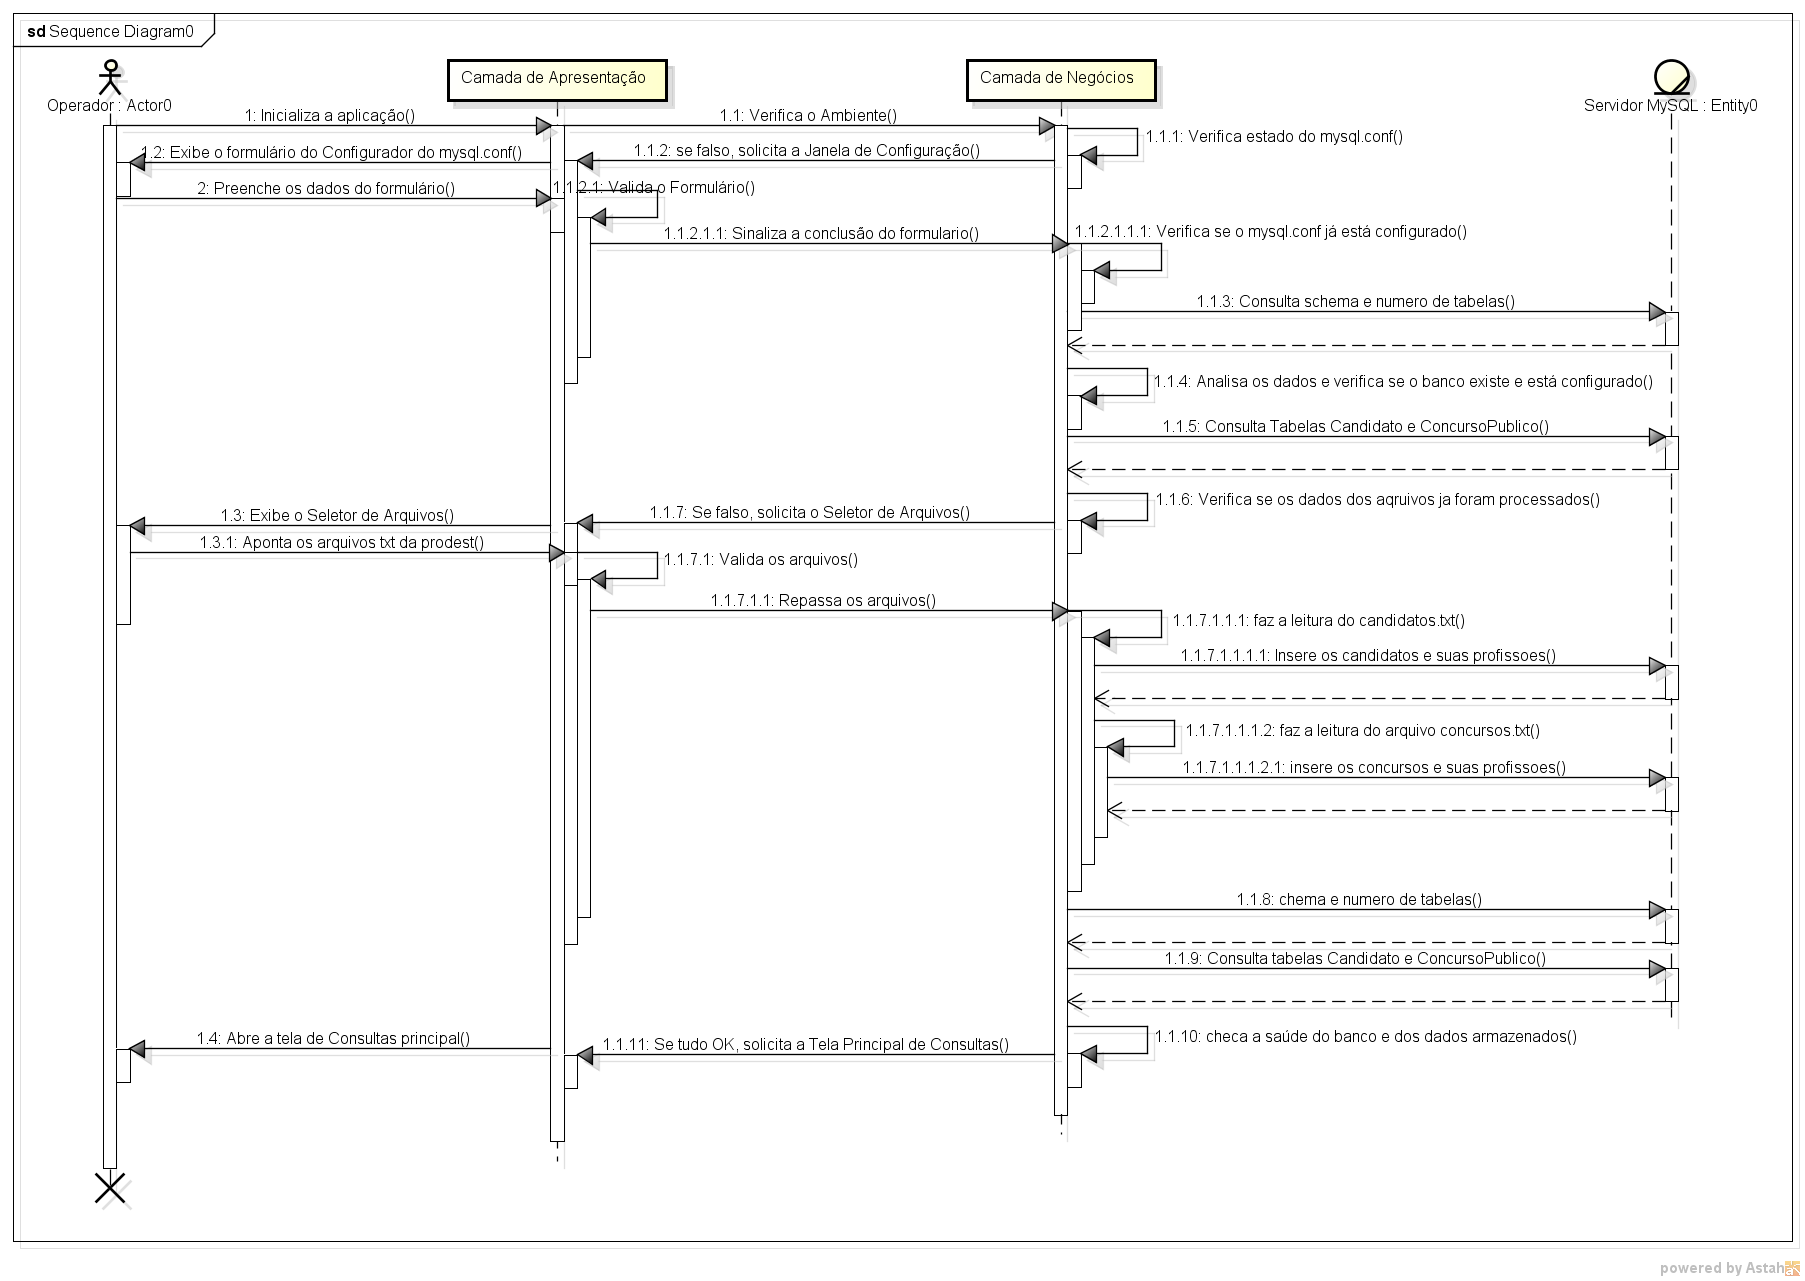 sd Sequence Diagram0
Operador : Actor0
Camada de Apresentação
Camada de Negócios
Servidor MySQL : Entity0
1: Inicializa a aplicação()
1.1: Verifica o Ambiente()
1.1.1: Verifica estado do mysql.conf()
1.2: Exibe o formulário do Configurador do mysql.conf()
1.1.2: se falso, solicita a Janela de Configuração()
2: Preenche os dados do formulário()
1.1.2.1: Valida o Formulário()
1.1.2.1.1: Sinaliza a conclusão do formulario()
1.1.2.1.1.1: Verifica se o mysql.conf já está configurado()
1.1.3: Consulta schema e numero de tabelas()
1.1.4: Analisa os dados e verifica se o banco existe e está configurado()
1.1.5: Consulta Tabelas Candidato e ConcursoPublico()
1.1.6: Verifica se os dados dos aqruivos ja foram processados()
1.3: Exibe o Seletor de Arquivos()
1.1.7: Se falso, solicita o Seletor de Arquivos()
1.3.1: Aponta os arquivos txt da prodest()
1.1.7.1: Valida os arquivos()
1.1.7.1.1: Repassa os arquivos()
1.1.7.1.1.1: faz a leitura do candidatos.txt()
1.1.7.1.1.1.1: Insere os candidatos e suas profissoes()
1.1.7.1.1.1.2: faz a leitura do arquivo concursos.txt()
1.1.7.1.1.1.2.1: insere os concursos e suas profissoes()
1.1.8: chema e numero de tabelas()
1.1.9: Consulta tabelas Candidato e ConcursoPublico()
1.4: Abre a tela de Consultas principal()
1.1.11: Se tudo OK, solicita a Tela Principal de Consultas()
1.1.10: checa a saúde do banco e dos dados armazenados()
powered by Astah